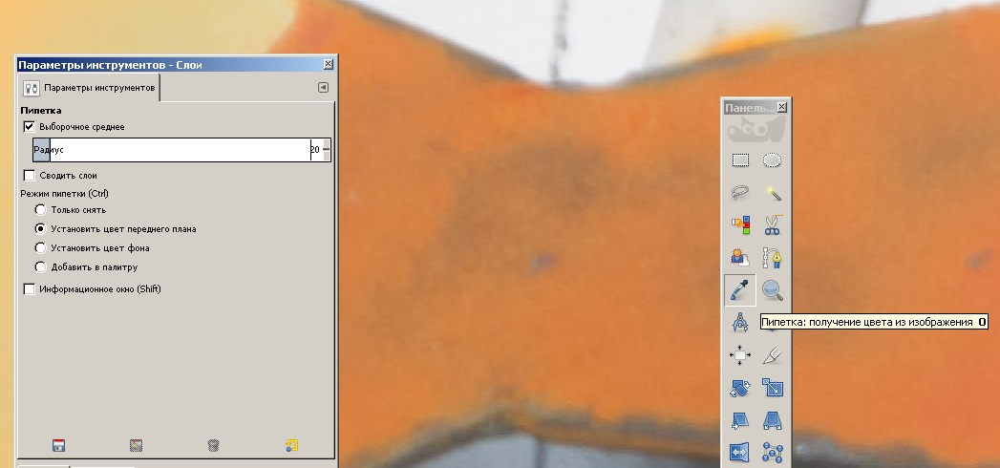 Параметры инструментов - Слои
Параметры инструментов
Пипетка
Выборочное среднее
Радиус 20
Сводить слои
Режим пипетки (Ctrl)
Только снять
Установить цвет переднего плана
Установить цвет фона
Добавить в палитру
Информационное окно (Shift)
Панель...
Пипетка: получение цвета из изображения O